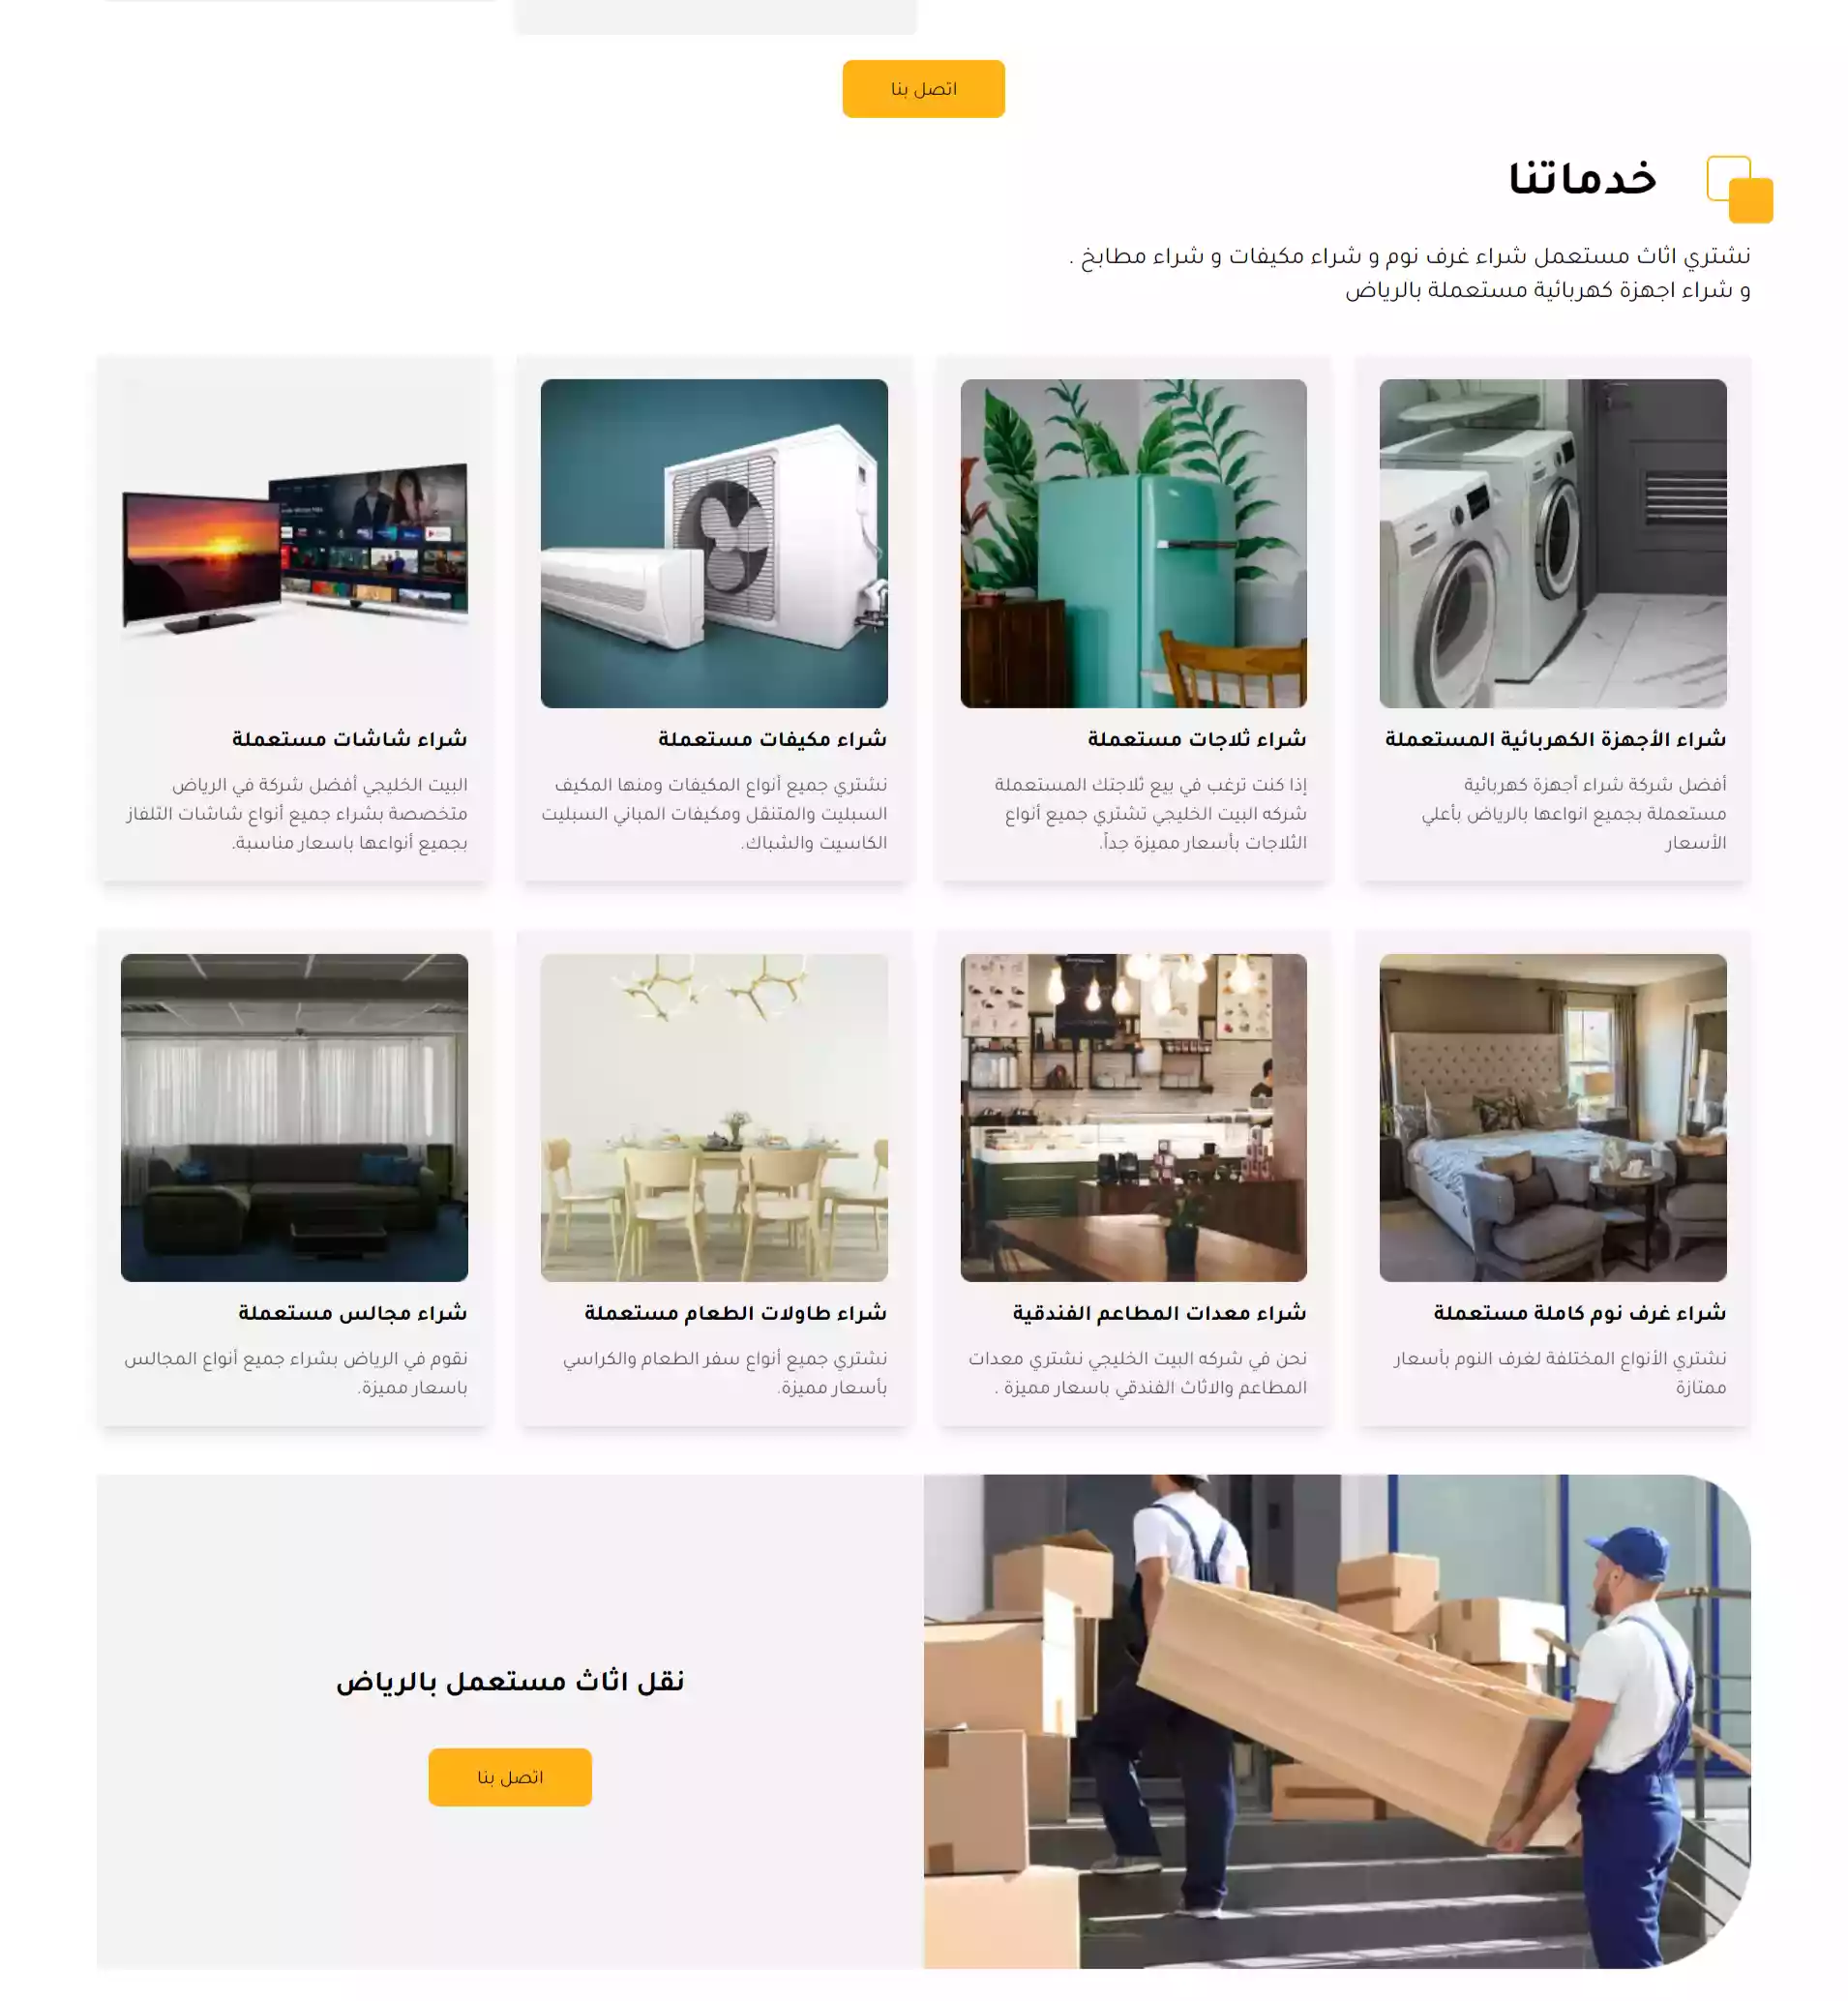 اتصل بنا
خدماتنا
نشتري اثاث مستعمل شراء غرف نوم و شراء مكيفات و شراء مطابخ .
و شراء اجهزة كهربائية مستعملة بالرياض
شراء الأجهزة الكهربائية المستعملة
أفضل شركة شراء أجهزة كهربائية
مستعملة بجميع انواعها بالرياض بأعلي
الأسعار
شراء ثلاجات مستعملة
إذا كنت ترغب في بيع ثلاجتك المستعملة
شركه البيت الخليجي تشتري جميع أنواع
الثلاجات بأسعار مميزة جداً.
شراء مكيفات مستعملة
نشتري جميع أنواع المكيفات ومنها المكيف
السبليت والمتنقل ومكيفات المباني السبليت
الكاسيت والشباك.
شراء شاشات مستعملة
البيت الخليجي أفضل شركة في الرياض
متخصصة بشراء جميع أنواع شاشات التلفاز
بجميع أنواعها باسعار مناسبة.
شراء غرف نوم كاملة مستعملة
نشتري الأنواع المختلفة لغرف النوم بأسعار
ممتازة
شراء معدات المطاعم الفندقية
نحن في شركه البيت الخليجي نشتري معدات
المطاعم والاثاث الفندقي باسعار مميزة .
شراء طاولات الطعام مستعملة
نشتري جميع أنواع سفر الطعام والكراسي
بأسعار مميزة.
شراء مجالس مستعملة
نقوم في الرياض بشراء جميع أنواع المجالس
باسعار مميزة.
نقل اثاث مستعمل بالرياض
اتصل بنا